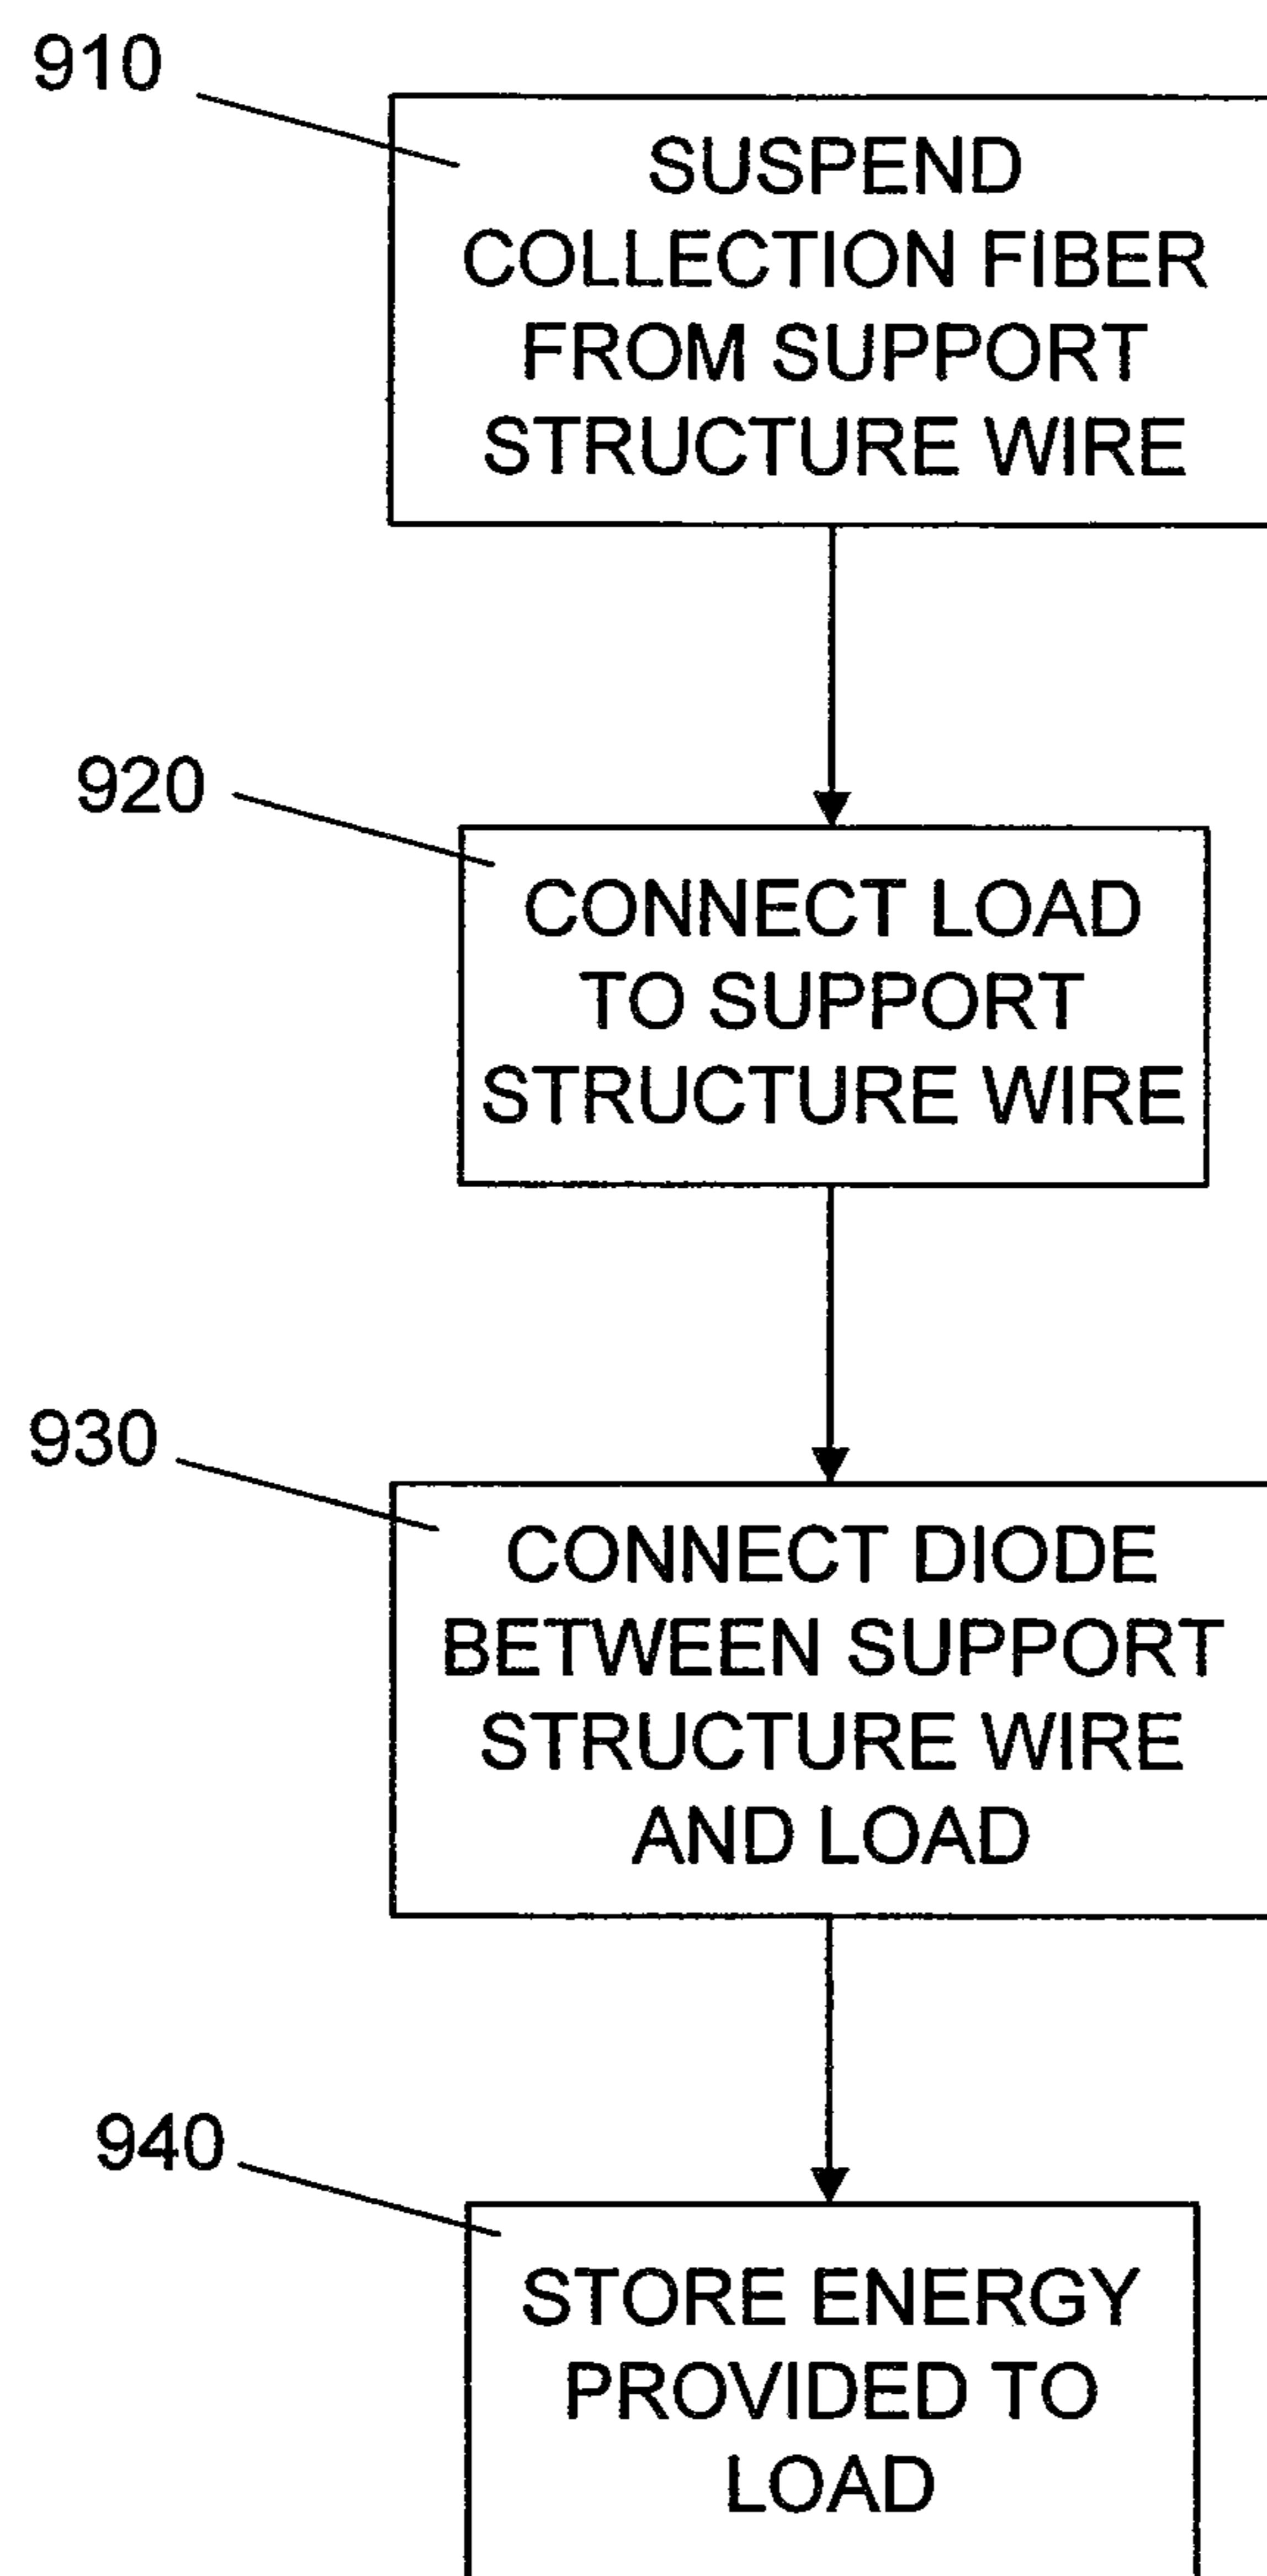 910
SUSPEND
COLLECTION FIBER
FROM SUPPORT
STRUCTURE WIRE
920
CONNECT LOAD
TO SUPPORT
STRUCTURE WIRE
930
CONNECT DIODE
BETWEEN SUPPORT
STRUCTURE WIRE
AND LOAD
940
STORE ENERGY
PROVIDED TO
LOAD